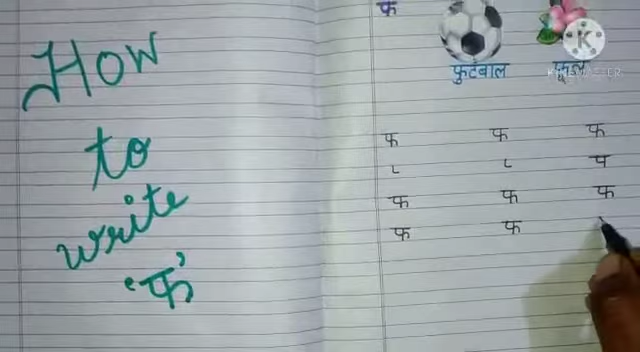 How
to
write
'फ'
फ
फुटबाल फूल
फ फ फ
प
फ फ फ
फ फ